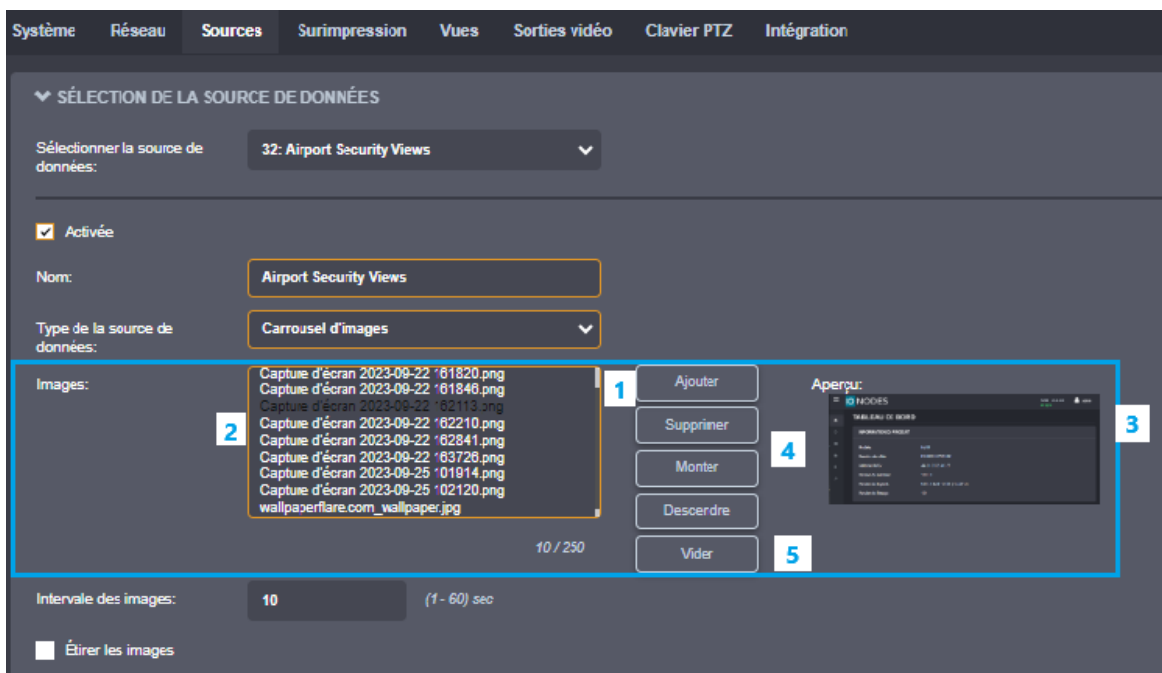 Système Réseau Sources Surimpression Vues Sorties vidéo Clavier PTZ Intégration
SÉLECTION DE LA SOURCE DE DONNÉES
Sélectionner la source de
données:
32: Airport Security Views
Activée
Nom:
Airport Security Views
Type de la source de
données:
Carrousel d'images
Images:
Capture d'écran 2023-09-22 161820.png
Capture d'écran 2023-09-22 161846.png
Capture d'écran 2023-09-22 162113.png
Capture d'écran 2023-09-22 162210.png
Capture d'écran 2023-09-22 162841.png
Capture d'écran 2023-09-22 163726.png
Capture d'écran 2023-09-25 101914.png
Capture d'écran 2023-09-25 102120.png
wallpaperflare.com_wallpaper.jpg
10 / 250
2
1
Ajouter
Supprimer
Monter
Descendre
Vider
4
5
Aperçu:
IO NODES
TABLEAU DE BORD
3
Intervale des images:
10
(1 - 60) sec
Étirer les images